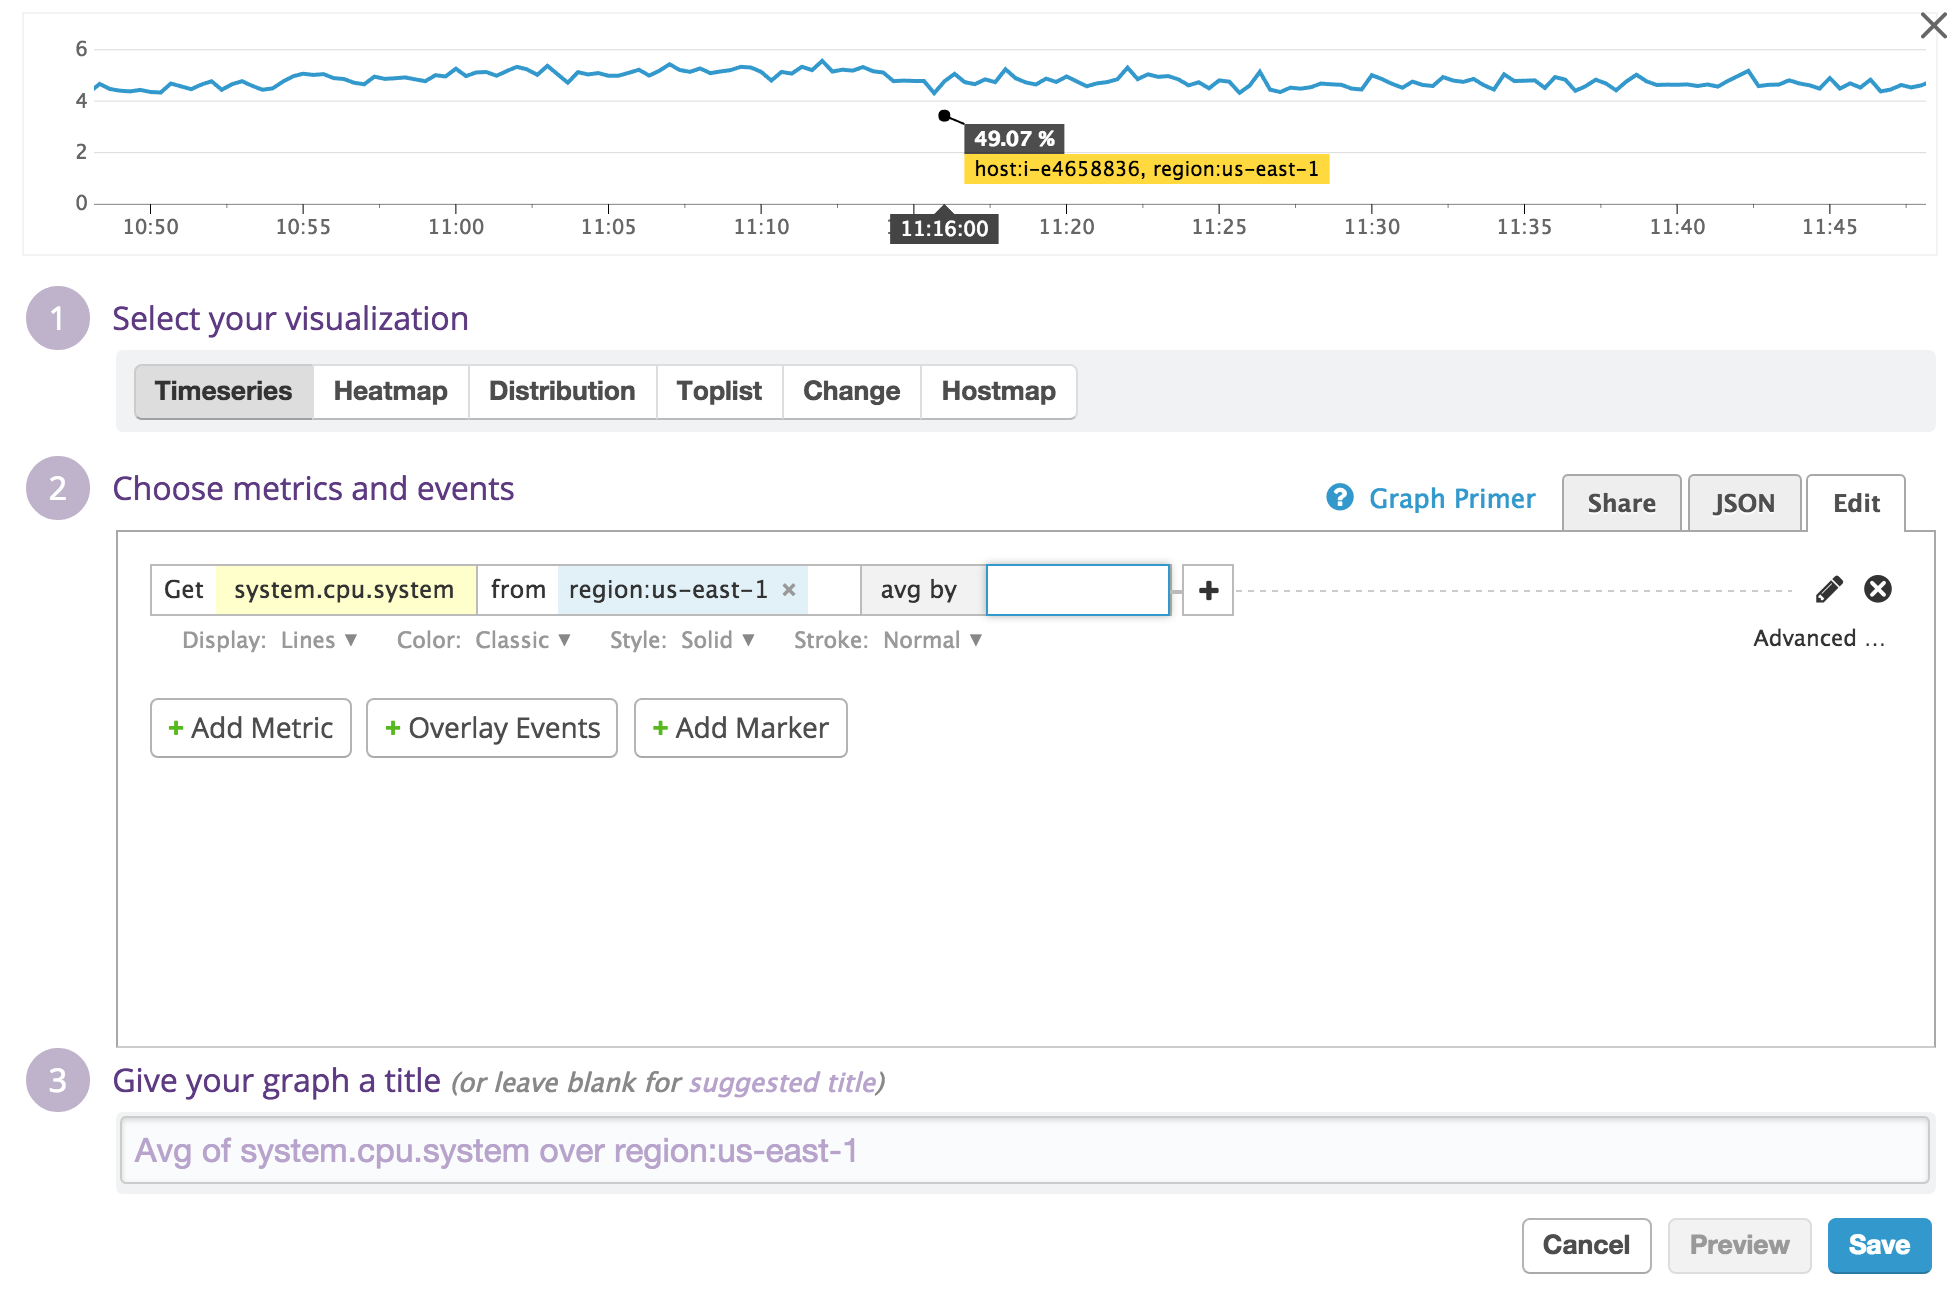 6
4
2
0
49.07 %
host:i-e4658836, region:us-east-1
10:50 10:55 11:00 11:05 11:10 11:16:00 11:20 11:25 11:30 11:35 11:40 11:45
1 Select your visualization
Timeseries Heatmap Distribution Toplist Change Hostmap
2 Choose metrics and events
? Graph Primer Share JSON Edit
Get system.cpu.system from region:us-east-1 × avg by +
Display: Lines ▼ Color: Classic ▼ Style: Solid ▼ Stroke: Normal ▼ Advanced ...
+ Add Metric + Overlay Events + Add Marker
3 Give your graph a title (or leave blank for suggested title)
Avg of system.cpu.system over region:us-east-1
Cancel Preview Save